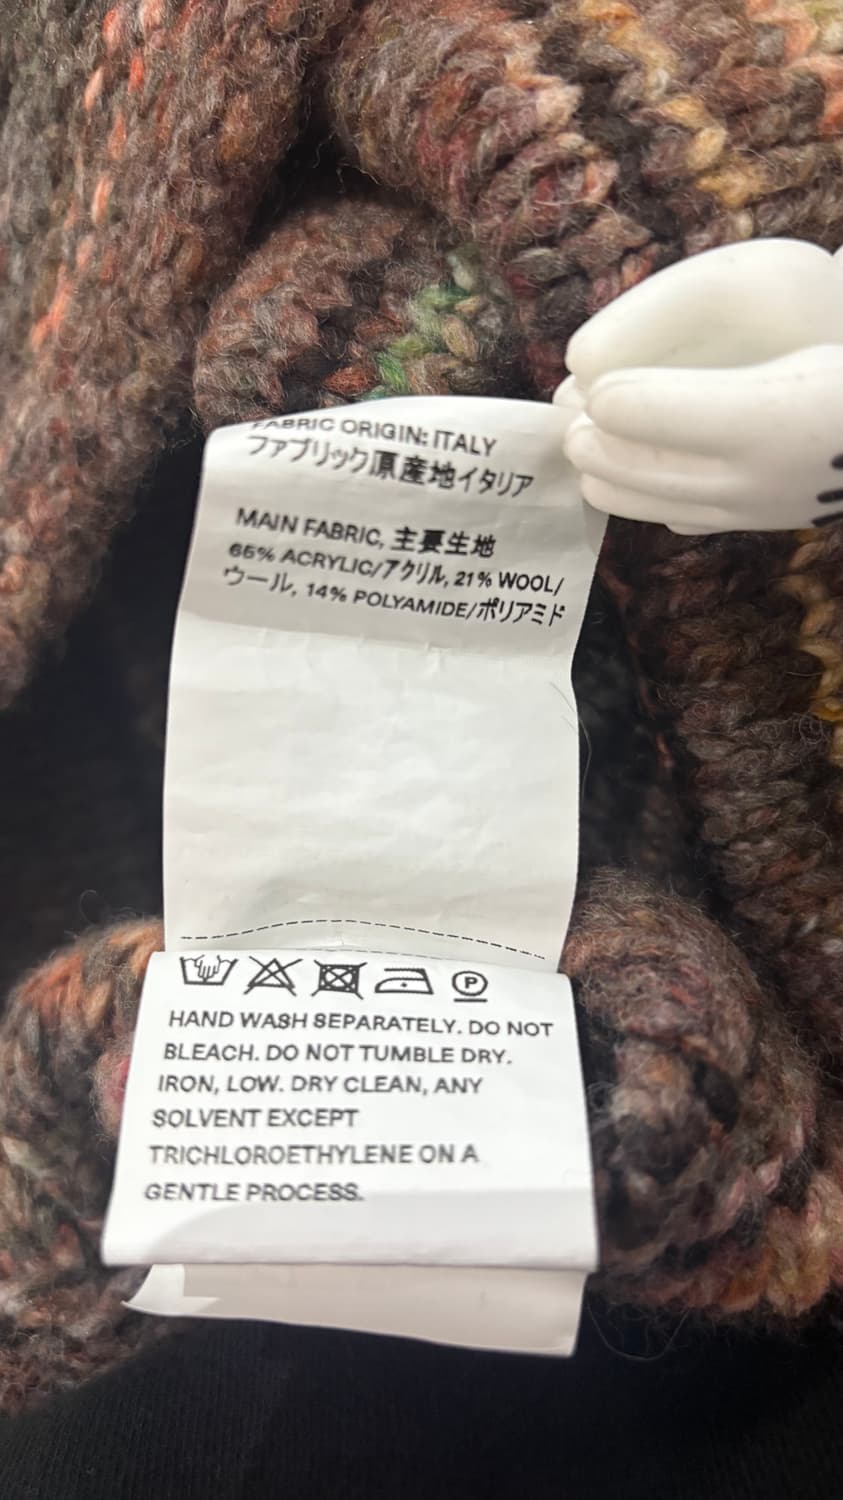 FABRIC ORIGIN: ITALY
ファブリック原産地イタリア
MAIN FABRIC, 主要生地
65% ACRYLIC/アクリル, 21% WOOL/
ウール, 14% POLYAMIDE/ポリアミド
P
HAND WASH SEPARATELY. DO NOT
BLEACH. DO NOT TUMBLE DRY.
IRON, LOW. DRY CLEAN, ANY
SOLVENT EXCEPT
TRICHLOROETHYLENE ON A
GENTLE PROCESS.